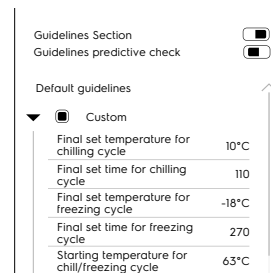 Guidelines Section
Guidelines predictive check
Default guidelines
Custom
Final set temperature for
chilling cycle
10°C
Final set time for chilling
cycle
110
Final set temperature for
freezing cycle
-18°C
Final set time for freezing
cycle
270
Starting temperature for
chill/freezing cycle
63°C